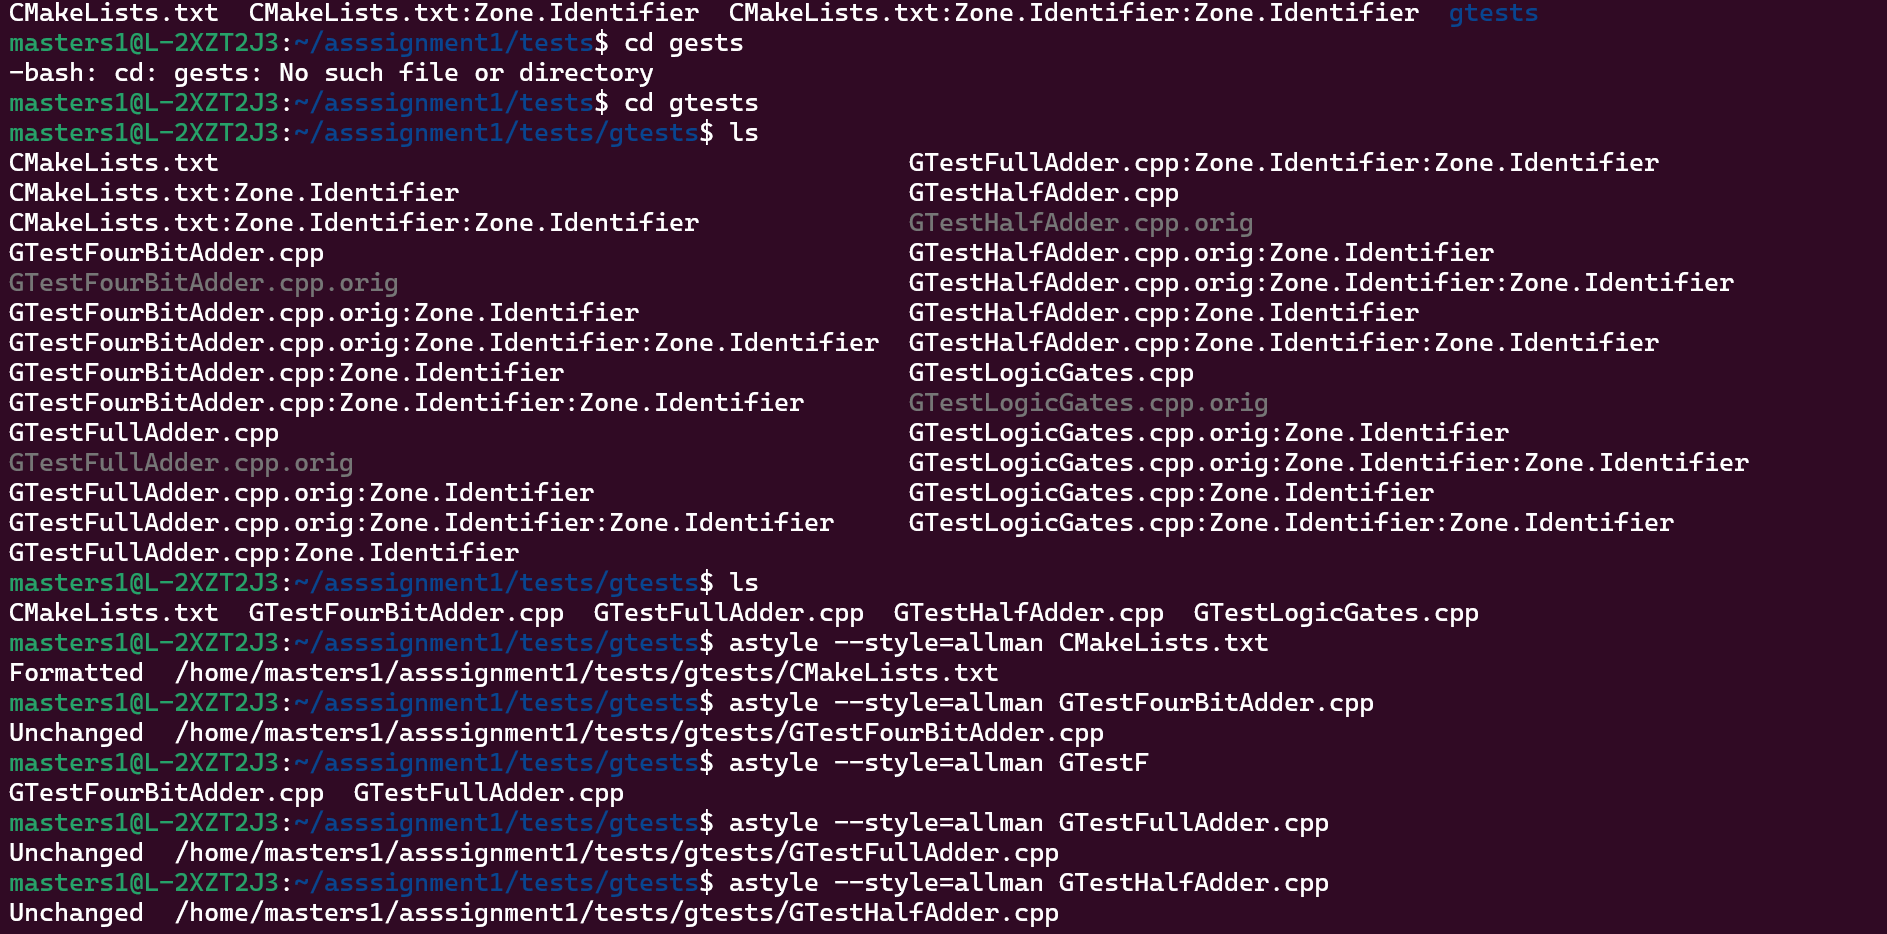 CMakeLists.txt  CMakeLists.txt:Zone.Identifier  CMakeLists.txt:Zone.Identifier:Zone.Identifier  gtests
masters1@L-2XZT2J3:~/asssignment1/tests$ cd gests
-bash: cd: gests: No such file or directory
masters1@L-2XZT2J3:~/asssignment1/tests$ cd gtests
masters1@L-2XZT2J3:~/asssignment1/tests/gtests$ ls
CMakeLists.txt                                              GTestFullAdder.cpp:Zone.Identifier:Zone.Identifier
CMakeLists.txt:Zone.Identifier                              GTestHalfAdder.cpp
CMakeLists.txt:Zone.Identifier:Zone.Identifier              GTestHalfAdder.cpp.orig
GTestFourBitAdder.cpp                                       GTestHalfAdder.cpp.orig:Zone.Identifier
GTestFourBitAdder.cpp.orig                                  GTestHalfAdder.cpp.orig:Zone.Identifier:Zone.Identifier
GTestFourBitAdder.cpp.orig:Zone.Identifier                  GTestHalfAdder.cpp:Zone.Identifier
GTestFourBitAdder.cpp.orig:Zone.Identifier:Zone.Identifier  GTestHalfAdder.cpp:Zone.Identifier:Zone.Identifier
GTestFourBitAdder.cpp:Zone.Identifier                       GTestLogicGates.cpp
GTestFourBitAdder.cpp:Zone.Identifier:Zone.Identifier       GTestLogicGates.cpp.orig
GTestFullAdder.cpp                                          GTestLogicGates.cpp.orig:Zone.Identifier
GTestFullAdder.cpp.orig                                     GTestLogicGates.cpp.orig:Zone.Identifier:Zone.Identifier
GTestFullAdder.cpp.orig:Zone.Identifier                     GTestLogicGates.cpp:Zone.Identifier
GTestFullAdder.cpp.orig:Zone.Identifier:Zone.Identifier     GTestLogicGates.cpp:Zone.Identifier:Zone.Identifier
GTestFullAdder.cpp:Zone.Identifier
masters1@L-2XZT2J3:~/asssignment1/tests/gtests$ ls
CMakeLists.txt  GTestFourBitAdder.cpp  GTestFullAdder.cpp  GTestHalfAdder.cpp  GTestLogicGates.cpp
masters1@L-2XZT2J3:~/asssignment1/tests/gtests$ astyle --style=allman CMakeLists.txt
Formatted  /home/masters1/asssignment1/tests/gtests/CMakeLists.txt
masters1@L-2XZT2J3:~/asssignment1/tests/gtests$ astyle --style=allman GTestFourBitAdder.cpp
Unchanged  /home/masters1/asssignment1/tests/gtests/GTestFourBitAdder.cpp
masters1@L-2XZT2J3:~/asssignment1/tests/gtests$ astyle --style=allman GTestF
GTestFourBitAdder.cpp  GTestFullAdder.cpp
masters1@L-2XZT2J3:~/asssignment1/tests/gtests$ astyle --style=allman GTestFullAdder.cpp
Unchanged  /home/masters1/asssignment1/tests/gtests/GTestFullAdder.cpp
masters1@L-2XZT2J3:~/asssignment1/tests/gtests$ astyle --style=allman GTestHalfAdder.cpp
Unchanged  /home/masters1/asssignment1/tests/gtests/GTestHalfAdder.cpp